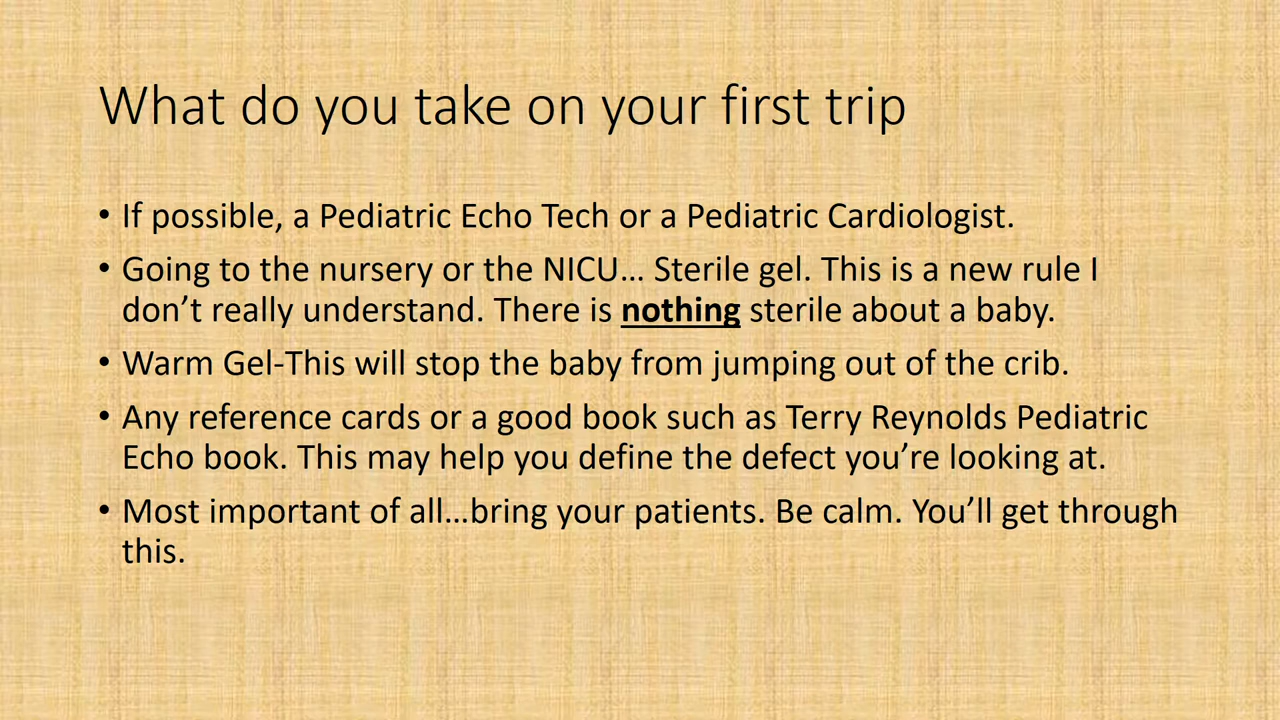 What do you take on your first trip
• If possible, a Pediatric Echo Tech or a Pediatric Cardiologist.
• Going to the nursery or the NICU… Sterile gel. This is a new rule I
don’t really understand. There is nothing sterile about a baby.
• Warm Gel-This will stop the baby from jumping out of the crib.
• Any reference cards or a good book such as Terry Reynolds Pediatric
Echo book. This may help you define the defect you’re looking at.
• Most important of all…bring your patients. Be calm. You’ll get through
this.